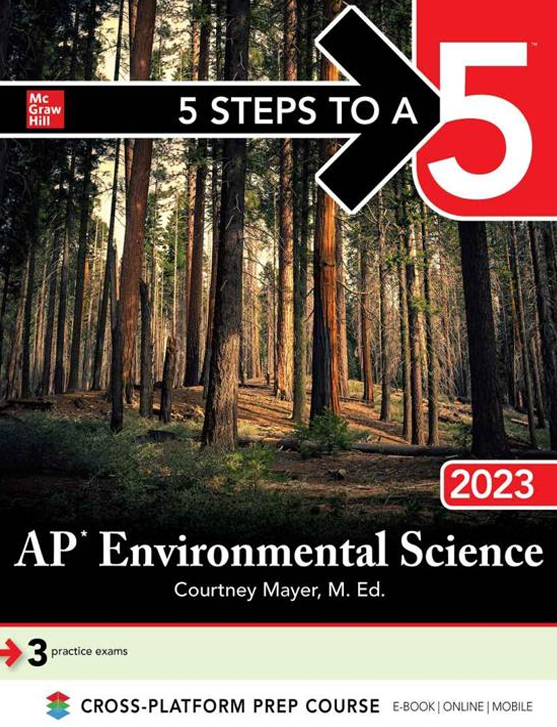 Mc
Graw
Hill
5 STEPS TO A
5™
2023
AP* Environmental Science
Courtney Mayer, M. Ed.
3 practice exams
CROSS-PLATFORM PREP COURSE E-BOOK | ONLINE | MOBILE